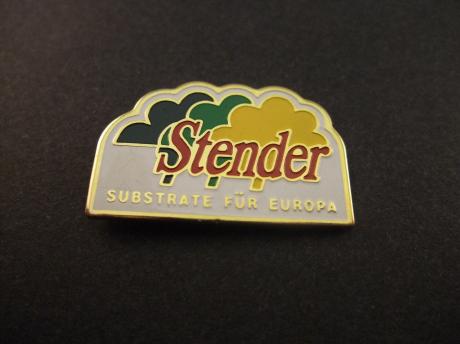 Stender
SUBSTRATE FÜR EUROPA